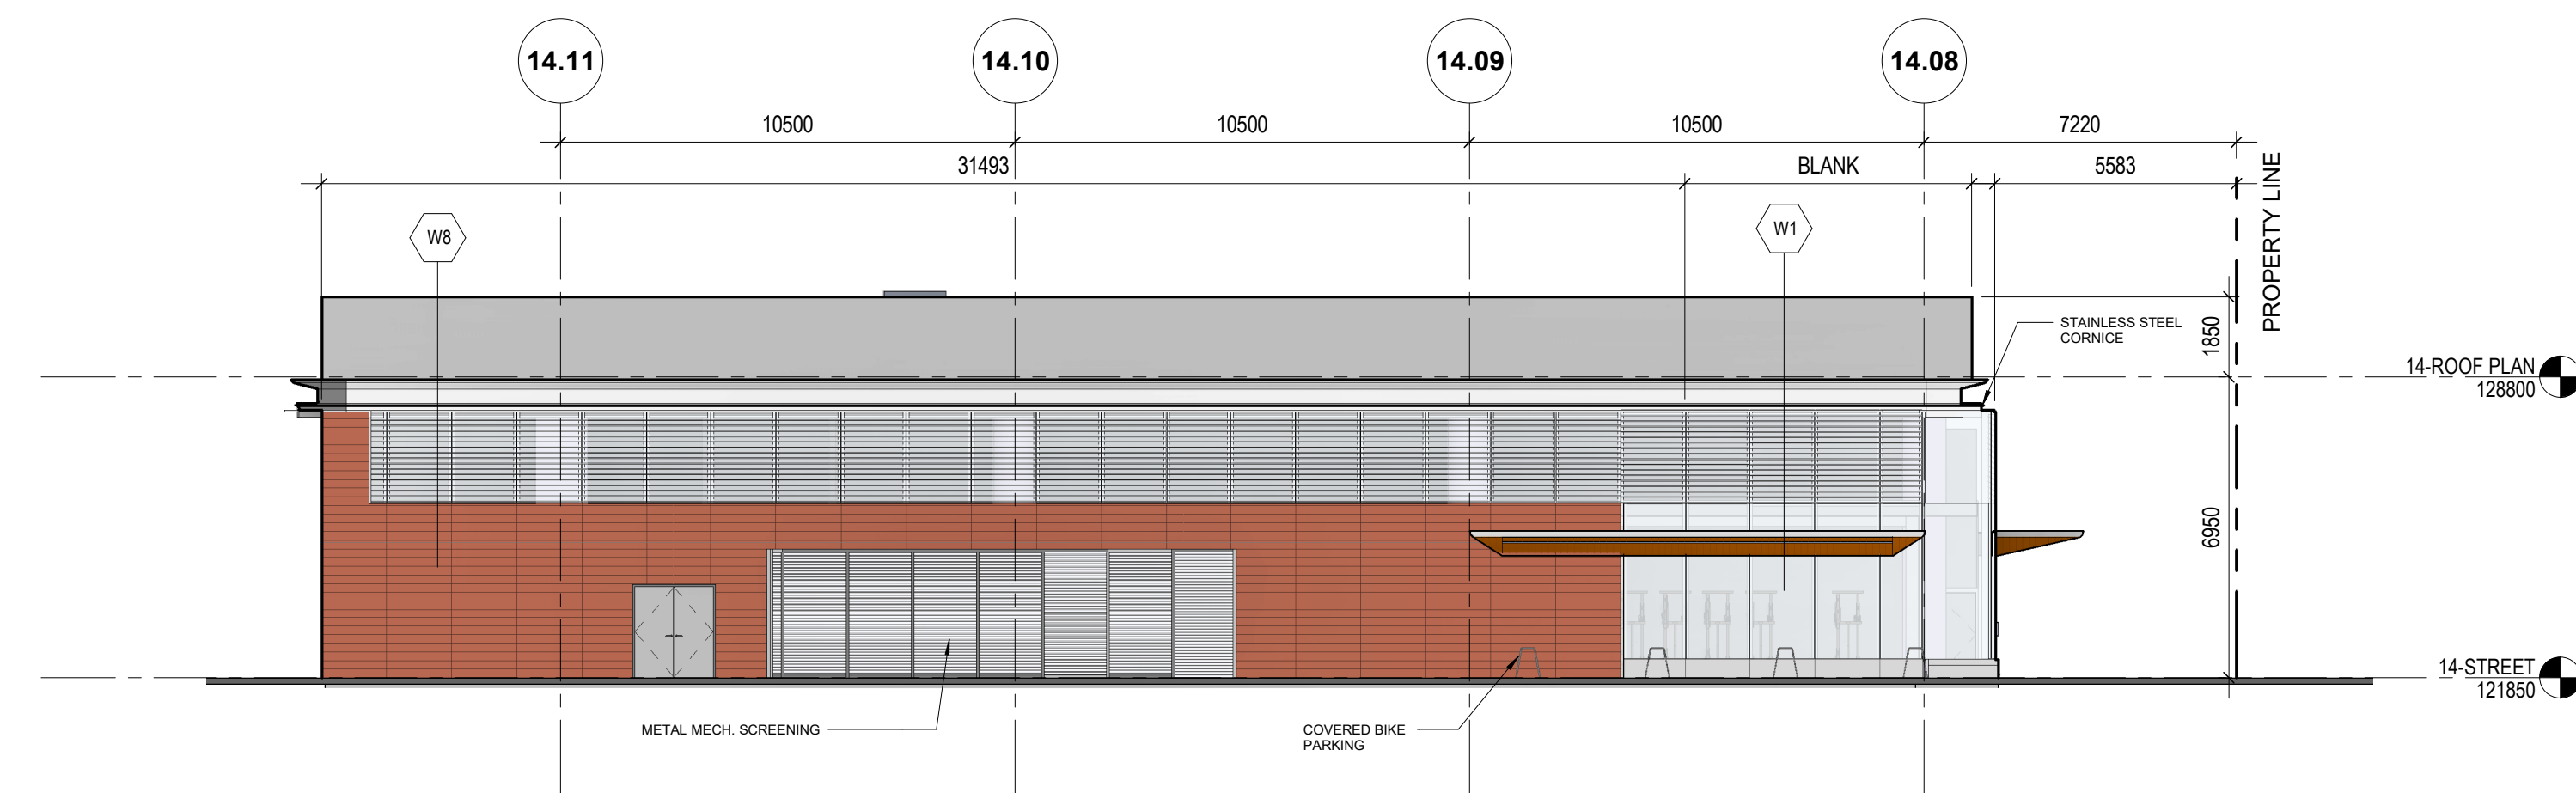 14.11
14.10
14.09
14.08
10500
10500
10500
7220
31493
BLANK
5583
PROPERTY LINE
W8
W1
STAINLESS STEEL
CORNICE
1850
14-ROOF PLAN
128800
6950
14-STREET
121850
METAL MECH. SCREENING
COVERED BIKE
PARKING